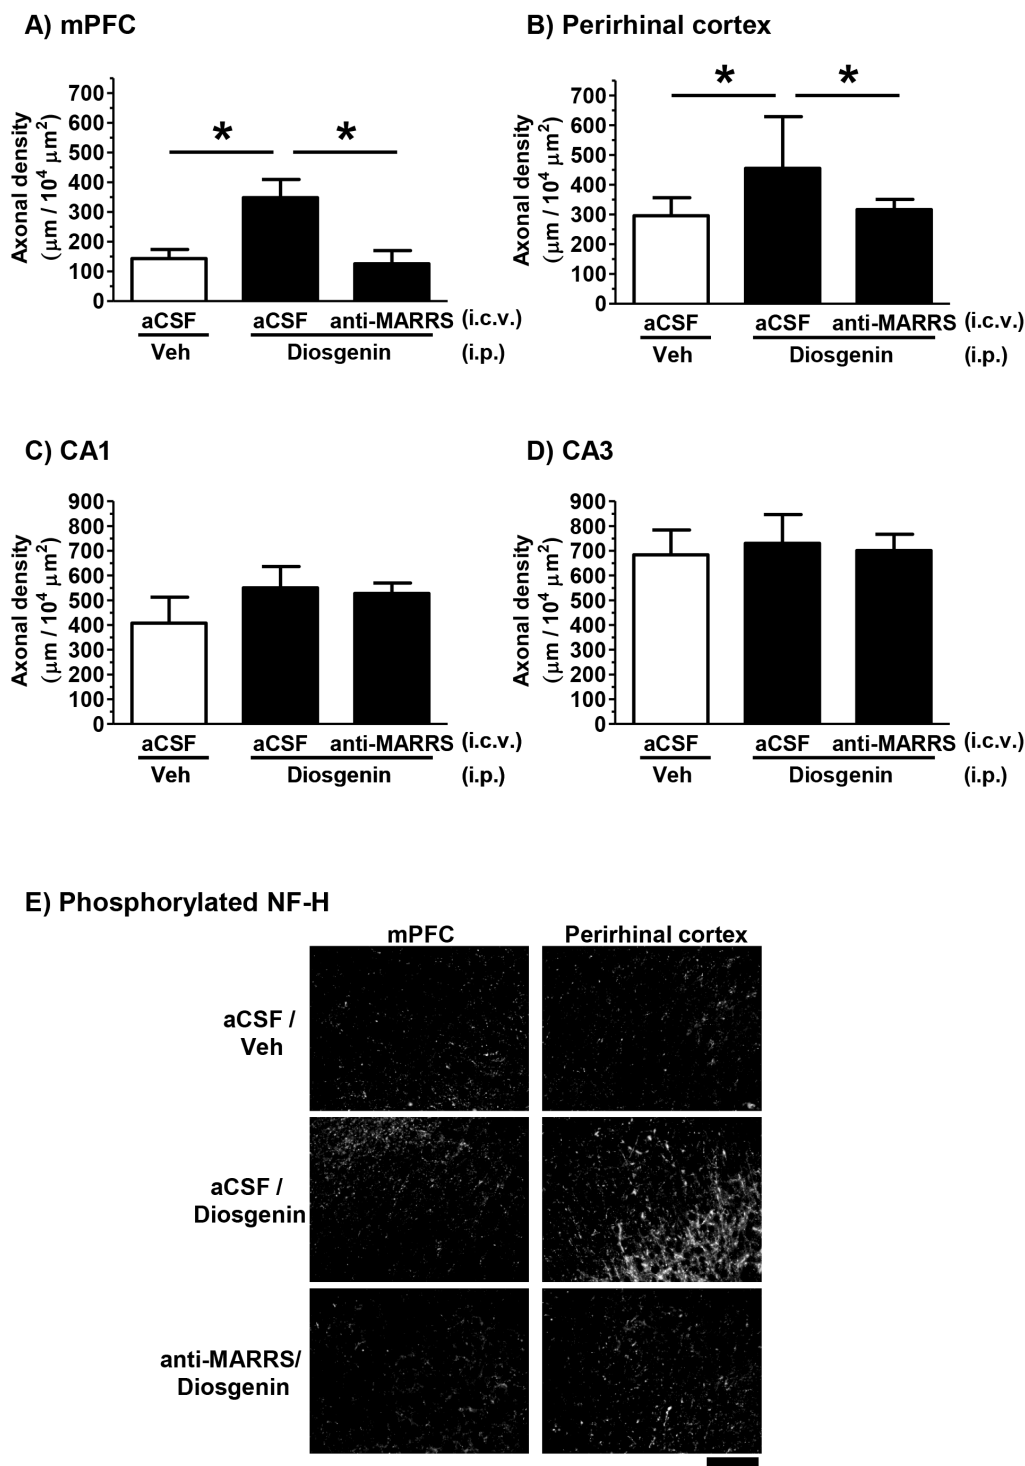 A) mPFC
Axonal density
(μm / 10⁴ μm²)
700
600
500
400
300
200
100
0
*
*
aCSF aCSF anti-MARRS (i.c.v.)
Veh Diosgenin (i.p.)
B) Perirhinal cortex
Axonal density
(μm / 10⁴ μm²)
700
600
500
400
300
200
100
0
*
*
aCSF aCSF anti-MARRS (i.c.v.)
Veh Diosgenin (i.p.)
C) CA1
Axonal density
(μm / 10⁴ μm²)
900
800
700
600
500
400
300
200
100
0
aCSF aCSF anti-MARRS (i.c.v.)
Veh Diosgenin (i.p.)
D) CA3
Axonal density
(μm / 10⁴ μm²)
900
800
700
600
500
400
300
200
100
0
aCSF aCSF anti-MARRS (i.c.v.)
Veh Diosgenin (i.p.)
E) Phosphorylated NF-H
mPFC Perirhinal cortex
aCSF /
Veh
aCSF /
Diosgenin
anti-MARRS/
Diosgenin